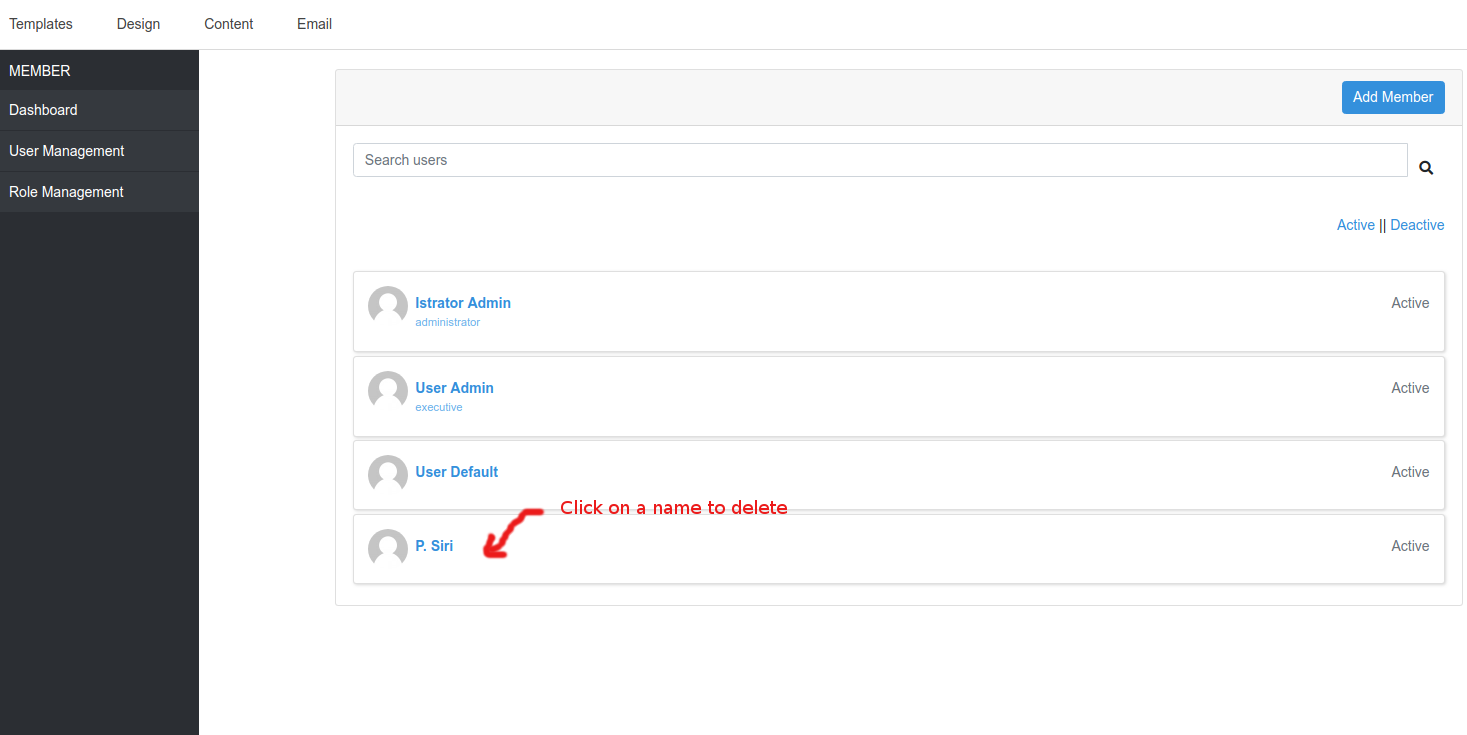 Templates Design Content Email
MEMBER
Dashboard
User Management
Role Management
Add Member
Search users
Active || Deactive
Istrator Admin Active
administrator
User Admin Active
executive
User Default Active
Click on a name to delete
P. Siri Active